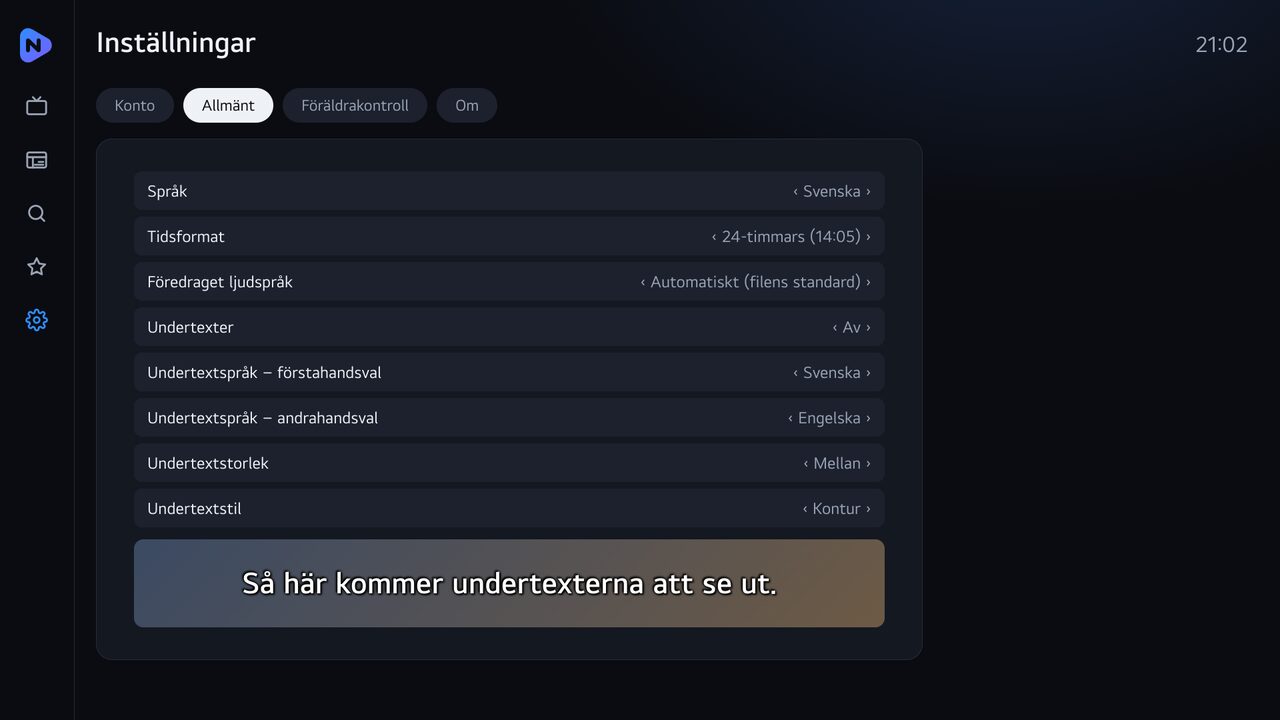 N
Inställningar
21:02
Konto
Allmänt
Föräldrakontroll
Om
Språk
‹ Svenska ›
Tidsformat
‹ 24-timmars (14:05) ›
Föredraget ljudspråk
‹ Automatiskt (filens standard) ›
Undertexter
‹ Av ›
Undertextspråk – förstahandsval
‹ Svenska ›
Undertextspråk – andrahandsval
‹ Engelska ›
Undertextstorlek
‹ Mellan ›
Undertextstil
‹ Kontur ›
Så här kommer undertexterna att se ut.